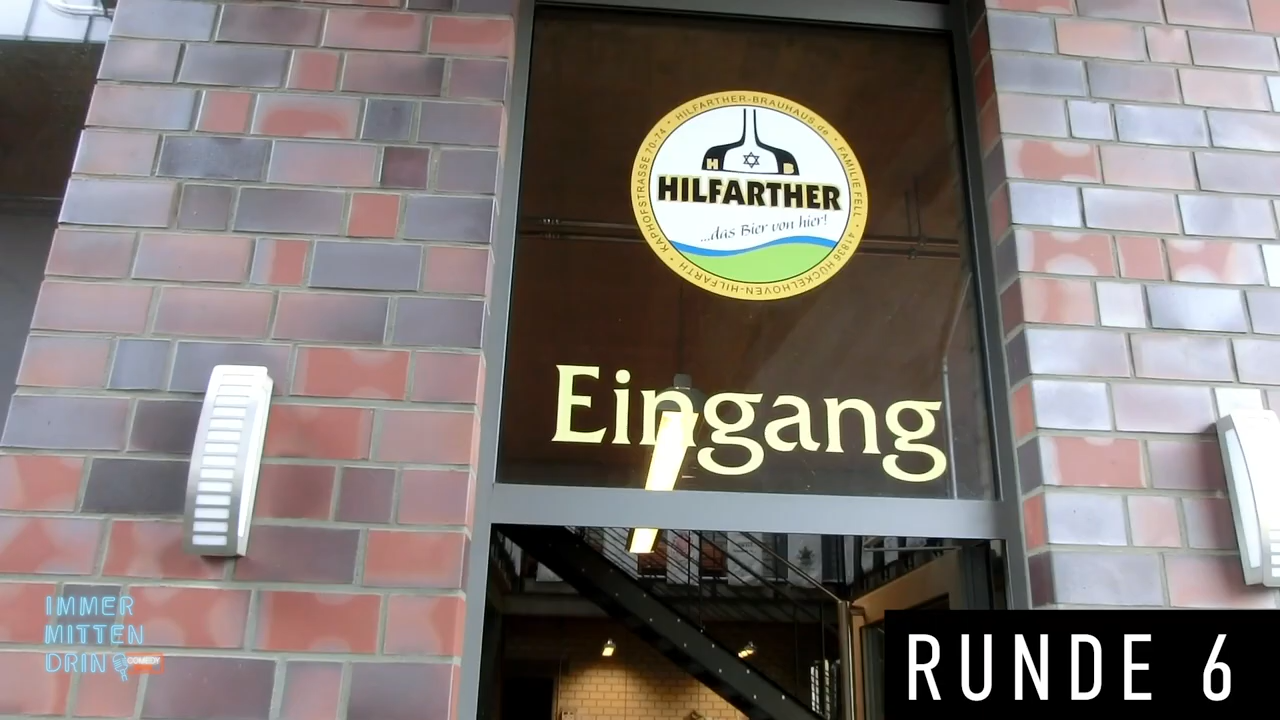 HILFARTHER-BRAUHAUS.de • FAMILIE FELL • 41836 HÜCKELHOVEN-HILFARTH • KAPHOFSTRASSE 70-74 •
H B
HILFARTHER
...das Bier von hier!
Eingang
IMMER
MITTEN
DRIN
COMEDY
RUNDE 6